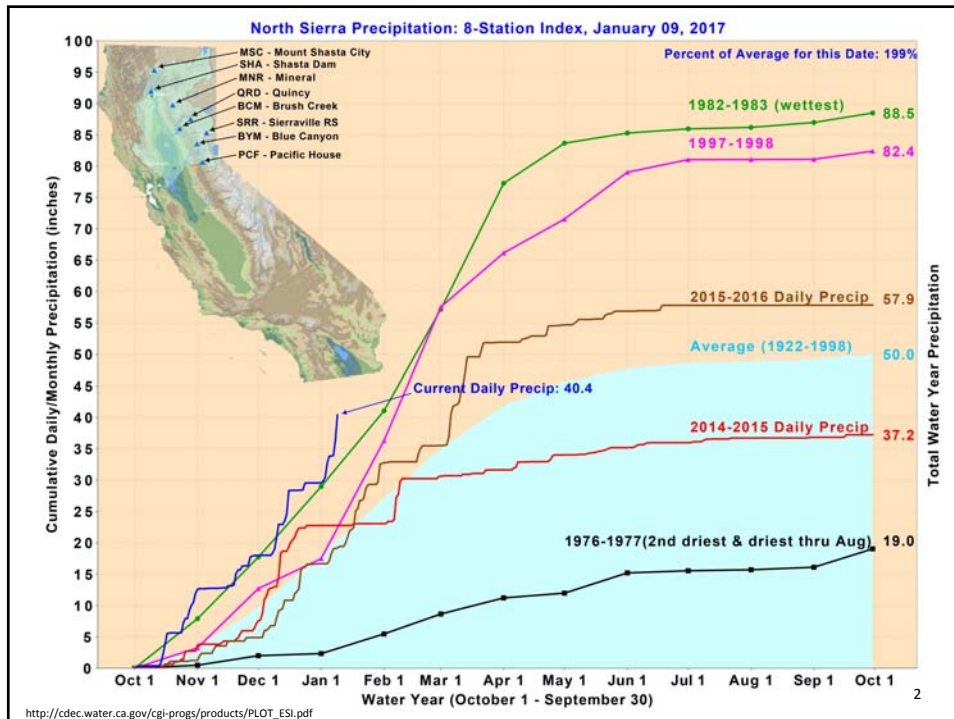 North Sierra Precipitation: 8-Station Index, January 09, 2017
Percent of Average for this Date: 199%
Cumulative Daily/Monthly Precipitation (inches)
100
95
90
85
80
75
70
65
60
55
50
45
40
35
30
25
20
15
10
5
0
MSC - Mount Shasta City
SHA - Shasta Dam
MNR - Mineral
QRD - Quincy
BCM - Brush Creek
SRR - Sierraville RS
BYM - Blue Canyon
PCF - Pacific House
1982-1983 (wettest) 88.5
1997-1998 82.4
2015-2016 Daily Precip 57.9
Average (1922-1998) 50.0
Current Daily Precip: 40.4
2014-2015 Daily Precip 37.2
1976-1977(2nd driest & driest thru Aug) 19.0
Total Water Year Precipitation
Oct 1 Nov 1 Dec 1 Jan 1 Feb 1 Mar 1 Apr 1 May 1 Jun 1 Jul 1 Aug 1 Sep 1 Oct 1
Water Year (October 1 - September 30)
2
http://cdec.water.ca.gov/cgi-progs/products/PLOT_ESI.pdf